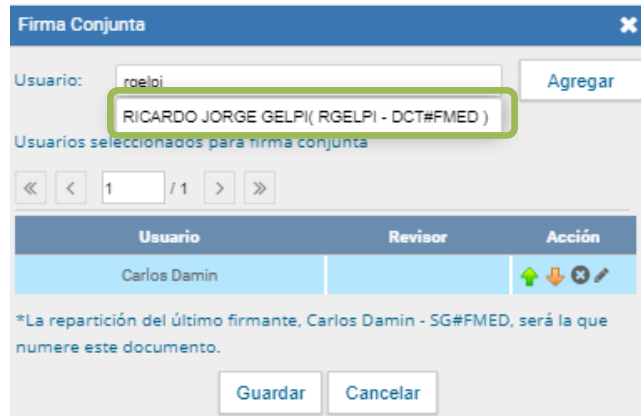 Firma Conjunta
Usuario: rgelpi Agregar
RICARDO JORGE GELPI( RGELPI - DCT#FMED )
Usuarios seleccionados para firma conjunta
1 / 1
Usuario Revisor Acción
Carlos Damin
*La repartición del último firmante, Carlos Damin - SG#FMED, será la que
numere este documento.
Guardar Cancelar